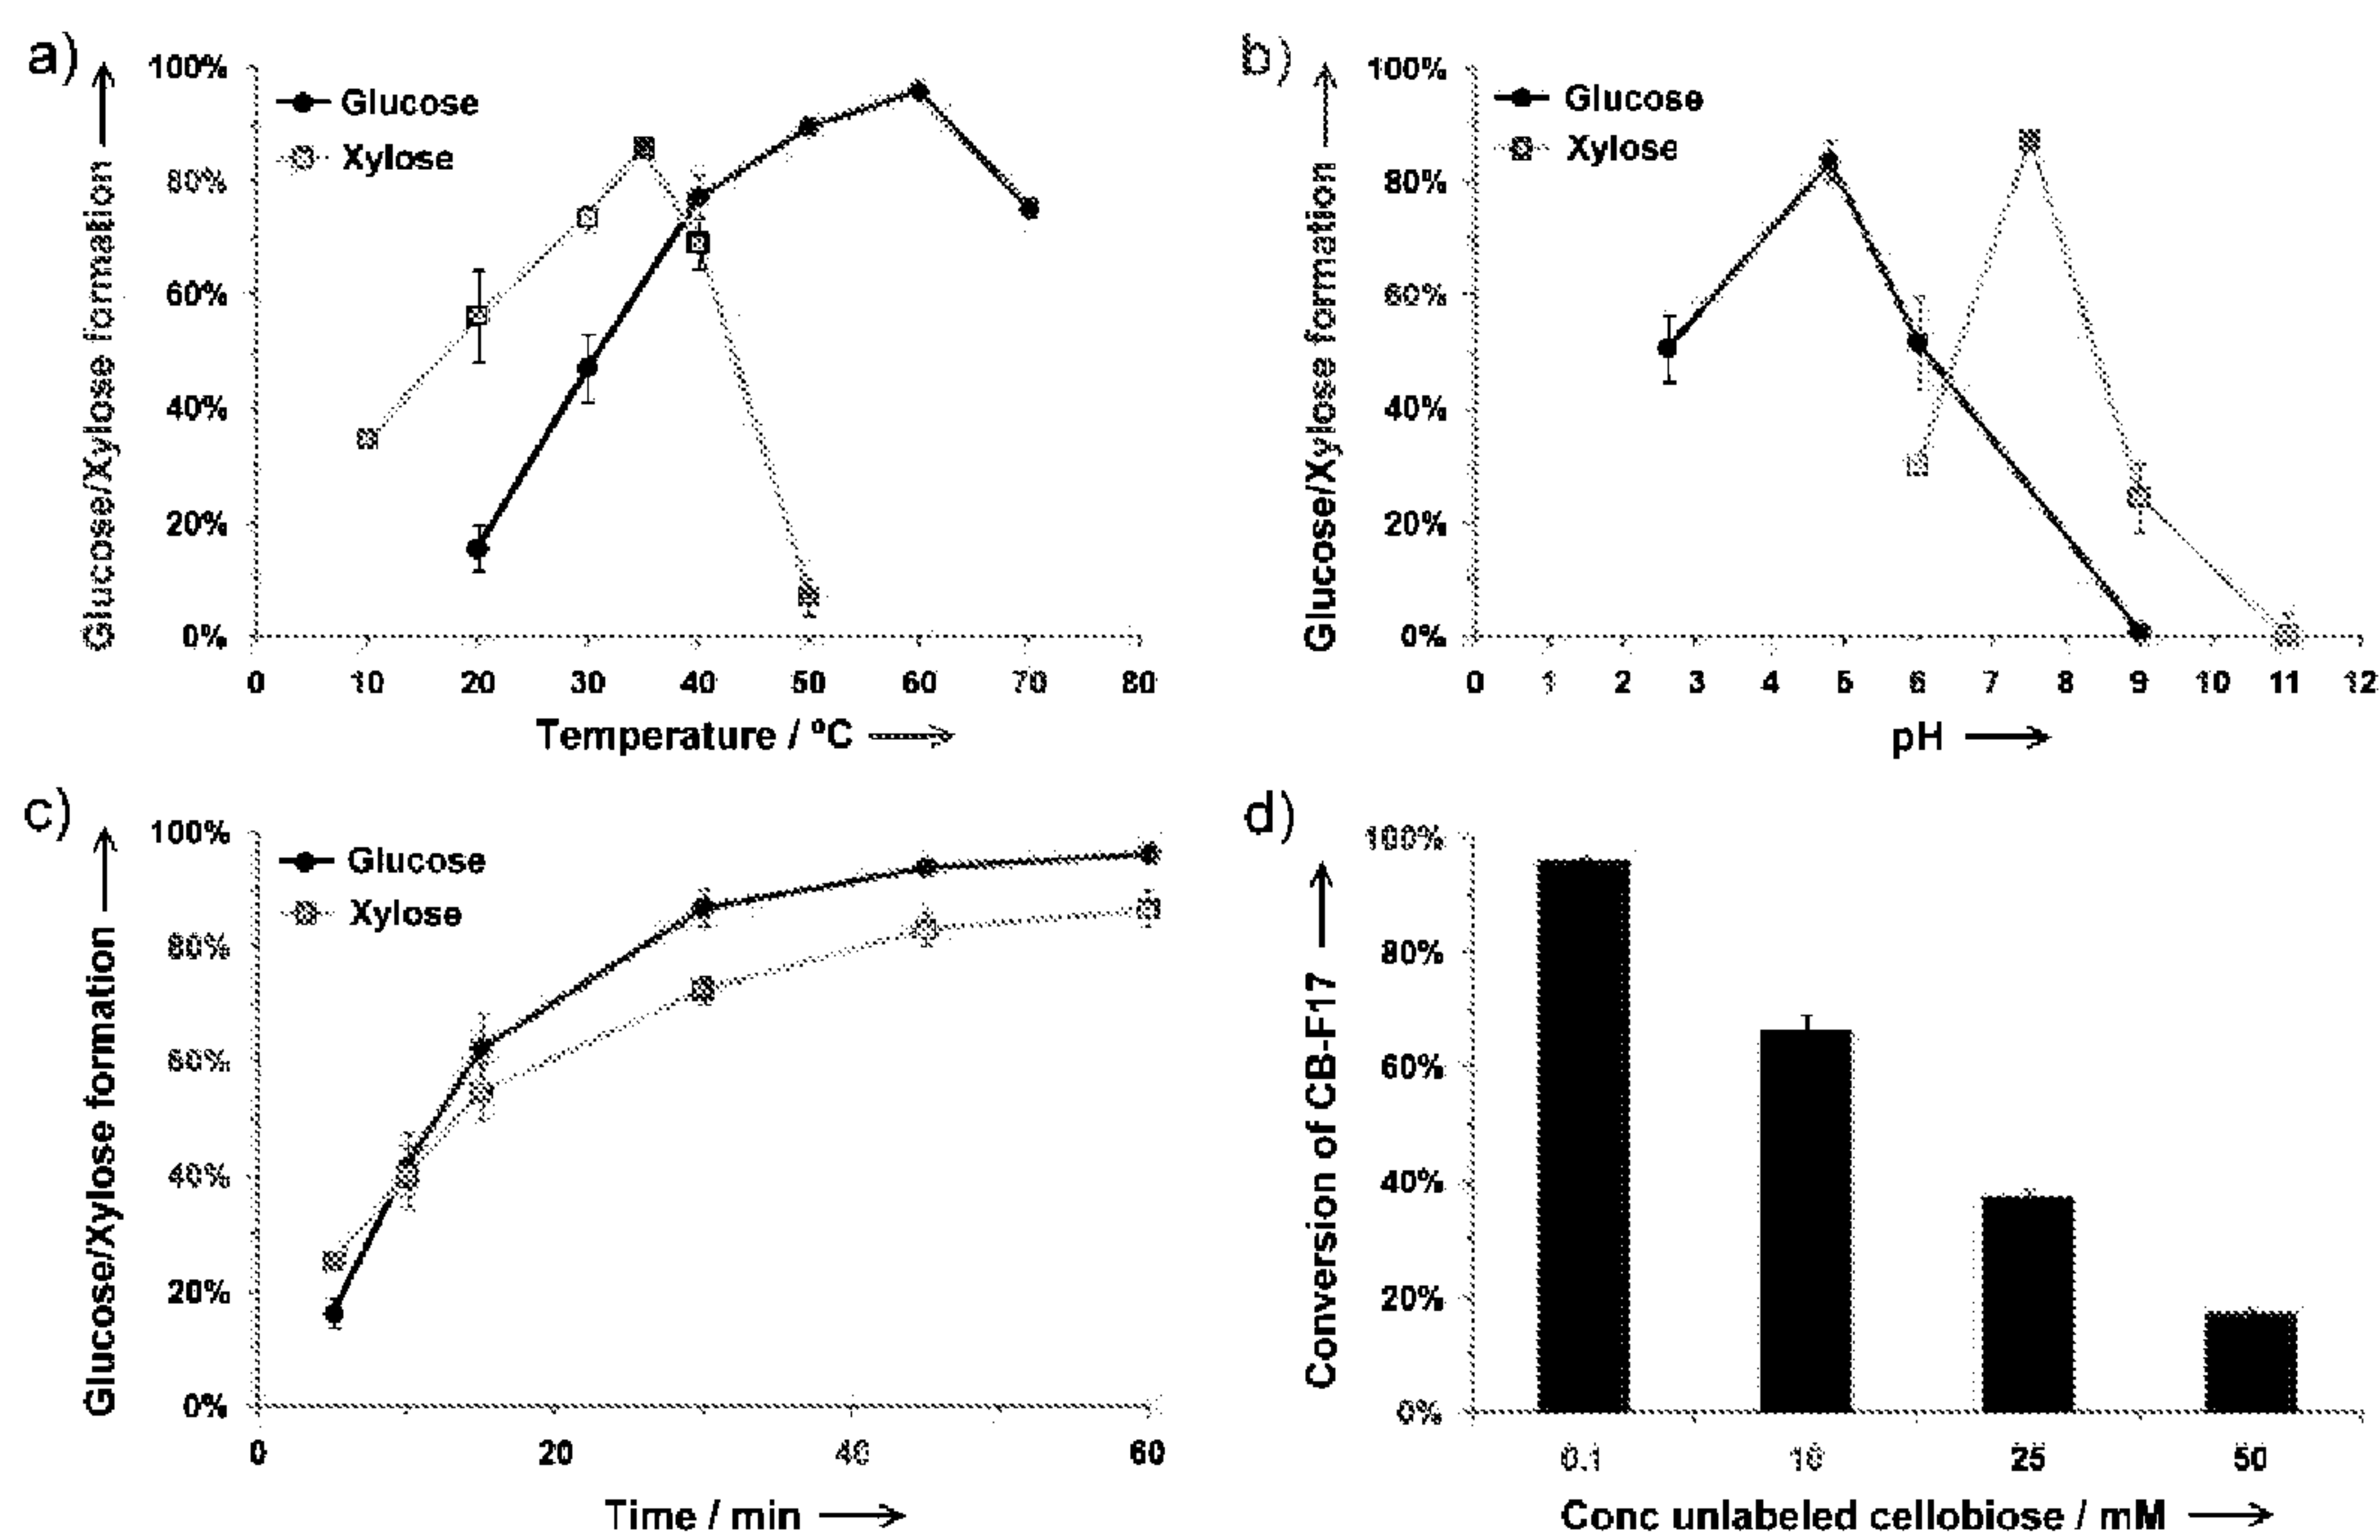 a)
Glucose/Xylose formation
100%
80%
60%
40%
20%
0%
Glucose
Xylose
0 10 20 30 40 50 60 70 80
Temperature / ºC
b)
Glucose/Xylose formation
100%
80%
60%
40%
20%
0%
Glucose
Xylose
0 1 2 3 4 5 6 7 8 9 10 11 12
pH
c)
Glucose/Xylose formation
100%
80%
60%
40%
20%
0%
Glucose
Xylose
0 20 40 60
Time / min
d)
Conversion of CB-F17
100%
80%
60%
40%
20%
0%
0.1 10 25 50
Conc unlabeled cellobiose / mM